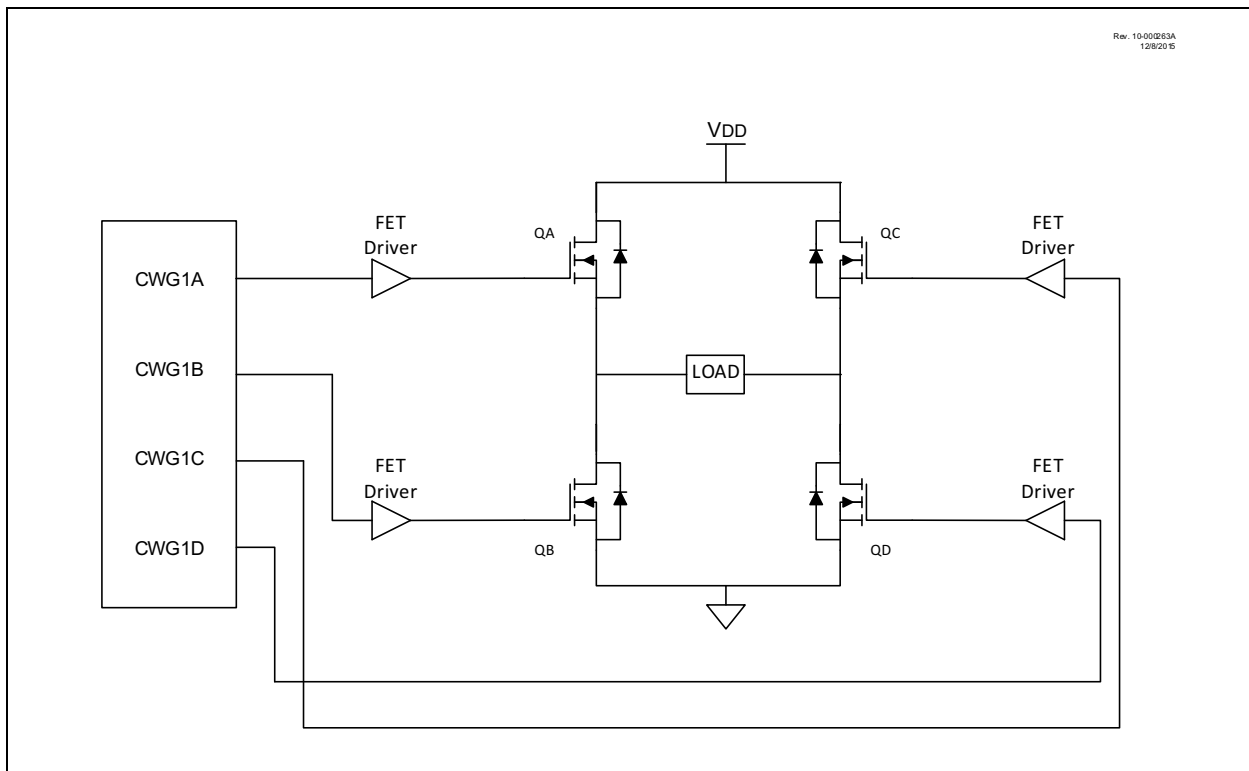 Rev. 10-000263A
12/8/2015
VDD
FET
Driver
QA
QC
FET
Driver
CWG1A
CWG1B
LOAD
CWG1C
FET
Driver
FET
Driver
CWG1D
QB
QD